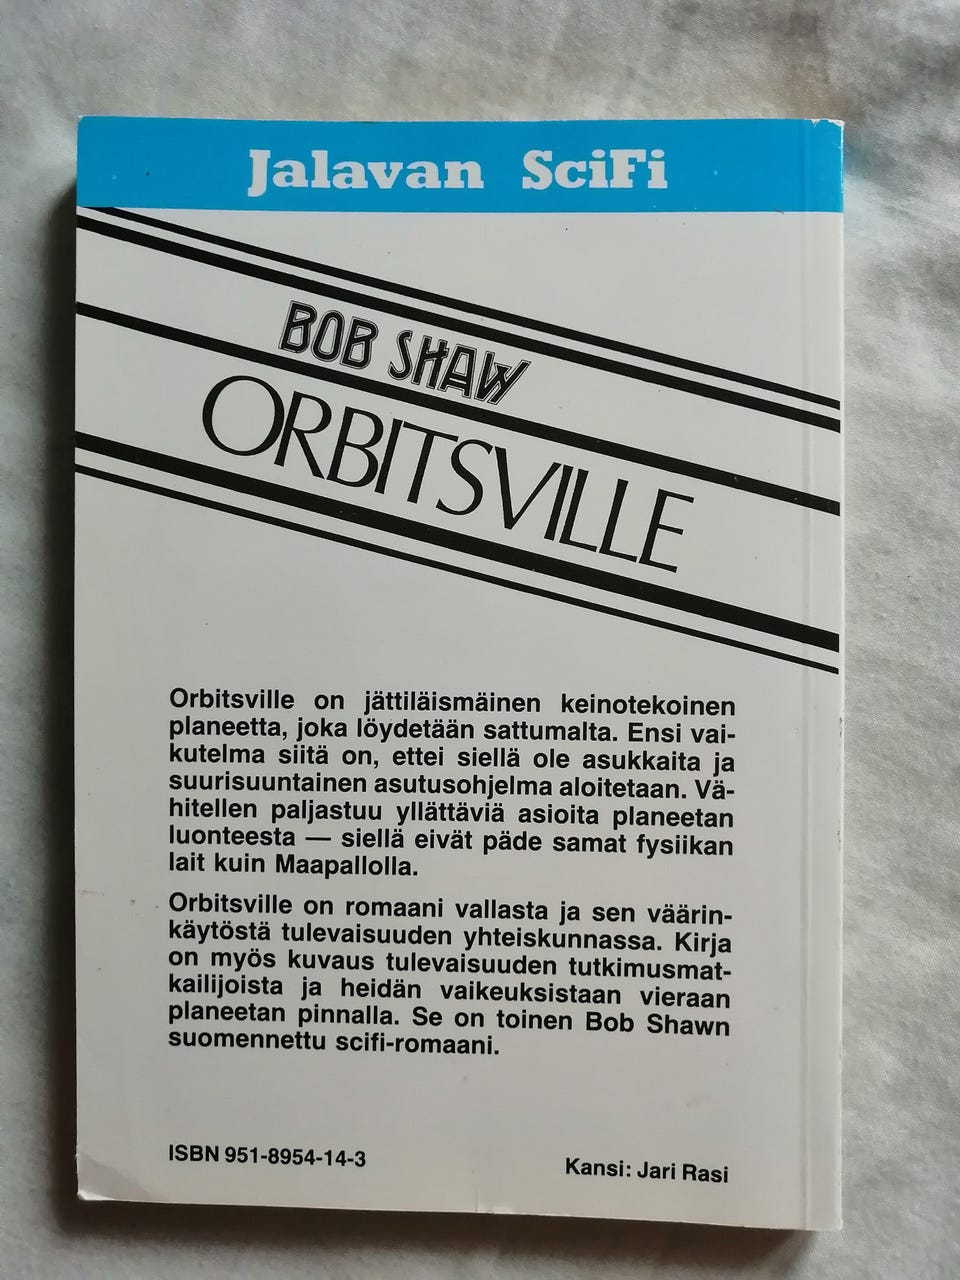 Jalavan SciFi
BOB SHAW
ORBITSVILLE
Orbitsville on jättiläismäinen keinotekoinen
planeetta, joka löydetään sattumalta. Ensi vai-
kutelma siitä on, ettei siellä ole asukkaita ja
suurisuuntainen asutusohjelma aloitetaan. Vä-
hitellen paljastuu yllättäviä asioita planeetan
luonteesta — siellä eivät päde samat fysiikan
lait kuin Maapallolla.
Orbitsville on romaani vallasta ja sen väärin-
käytöstä tulevaisuuden yhteiskunnassa. Kirja
on myös kuvaus tulevaisuuden tutkimusmat-
kailijoista ja heidän vaikeuksistaan vieraan
planeetan pinnalla. Se on toinen Bob Shawn
suomennettu scifi-romaani.
ISBN 951-8954-14-3
Kansi: Jari Rasi